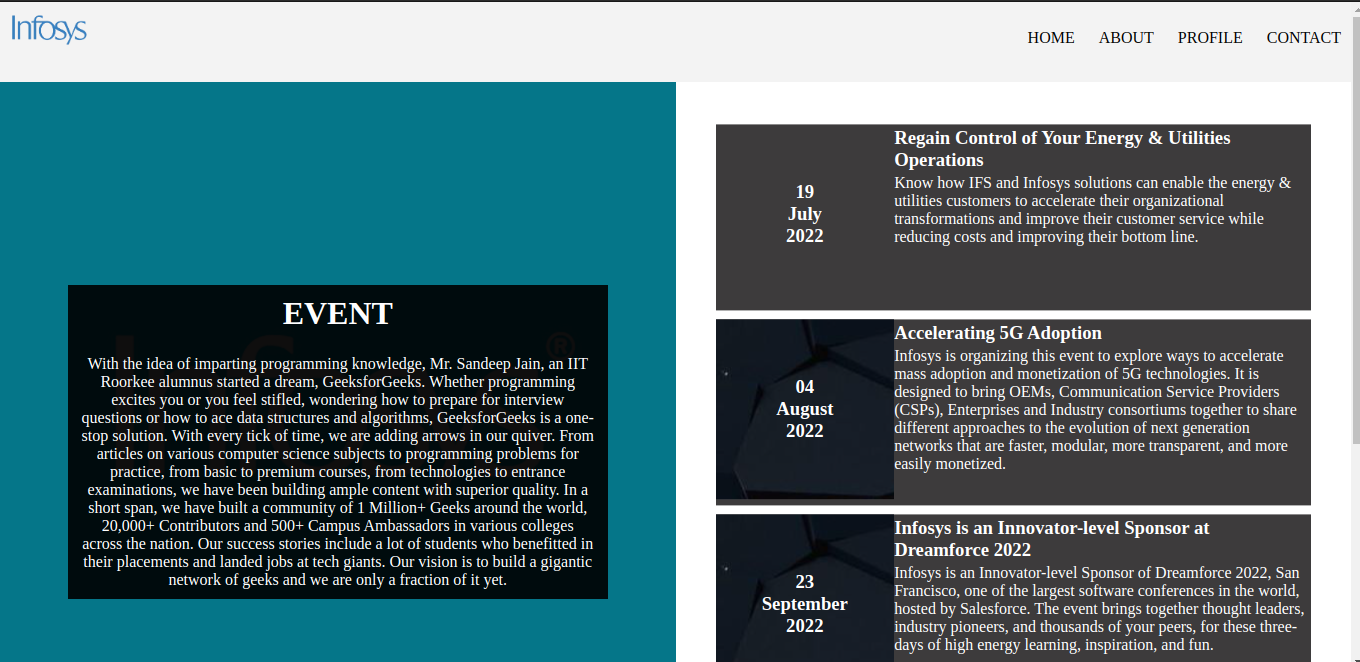 Infosys
HOME ABOUT PROFILE CONTACT
EVENT
With the idea of imparting programming knowledge, Mr. Sandeep Jain, an IIT
Roorkee alumnus started a dream, GeeksforGeeks. Whether programming
excites you or you feel stifled, wondering how to prepare for interview
questions or how to ace data structures and algorithms, GeeksforGeeks is a one-
stop solution. With every tick of time, we are adding arrows in our quiver. From
articles on various computer science subjects to programming problems for
practice, from basic to premium courses, from technologies to entrance
examinations, we have been building ample content with superior quality. In a
short span, we have built a community of 1 Million+ Geeks around the world,
20,000+ Contributors and 500+ Campus Ambassadors in various colleges
across the nation. Our success stories include a lot of students who benefitted in
their placements and landed jobs at tech giants. Our vision is to build a gigantic
network of geeks and we are only a fraction of it yet.
19
July
2022
Regain Control of Your Energy & Utilities
Operations
Know how IFS and Infosys solutions can enable the energy &
utilities customers to accelerate their organizational
transformations and improve their customer service while
reducing costs and improving their bottom line.
04
August
2022
Accelerating 5G Adoption
Infosys is organizing this event to explore ways to accelerate
mass adoption and monetization of 5G technologies. It is
designed to bring OEMs, Communication Service Providers
(CSPs), Enterprises and Industry consortiums together to share
different approaches to the evolution of next generation
networks that are faster, modular, more transparent, and more
easily monetized.
23
September
2022
Infosys is an Innovator-level Sponsor at
Dreamforce 2022
Infosys is an Innovator-level Sponsor of Dreamforce 2022, San
Francisco, one of the largest software conferences in the world,
hosted by Salesforce. The event brings together thought leaders,
industry pioneers, and thousands of your peers, for these three-
days of high energy learning, inspiration, and fun.